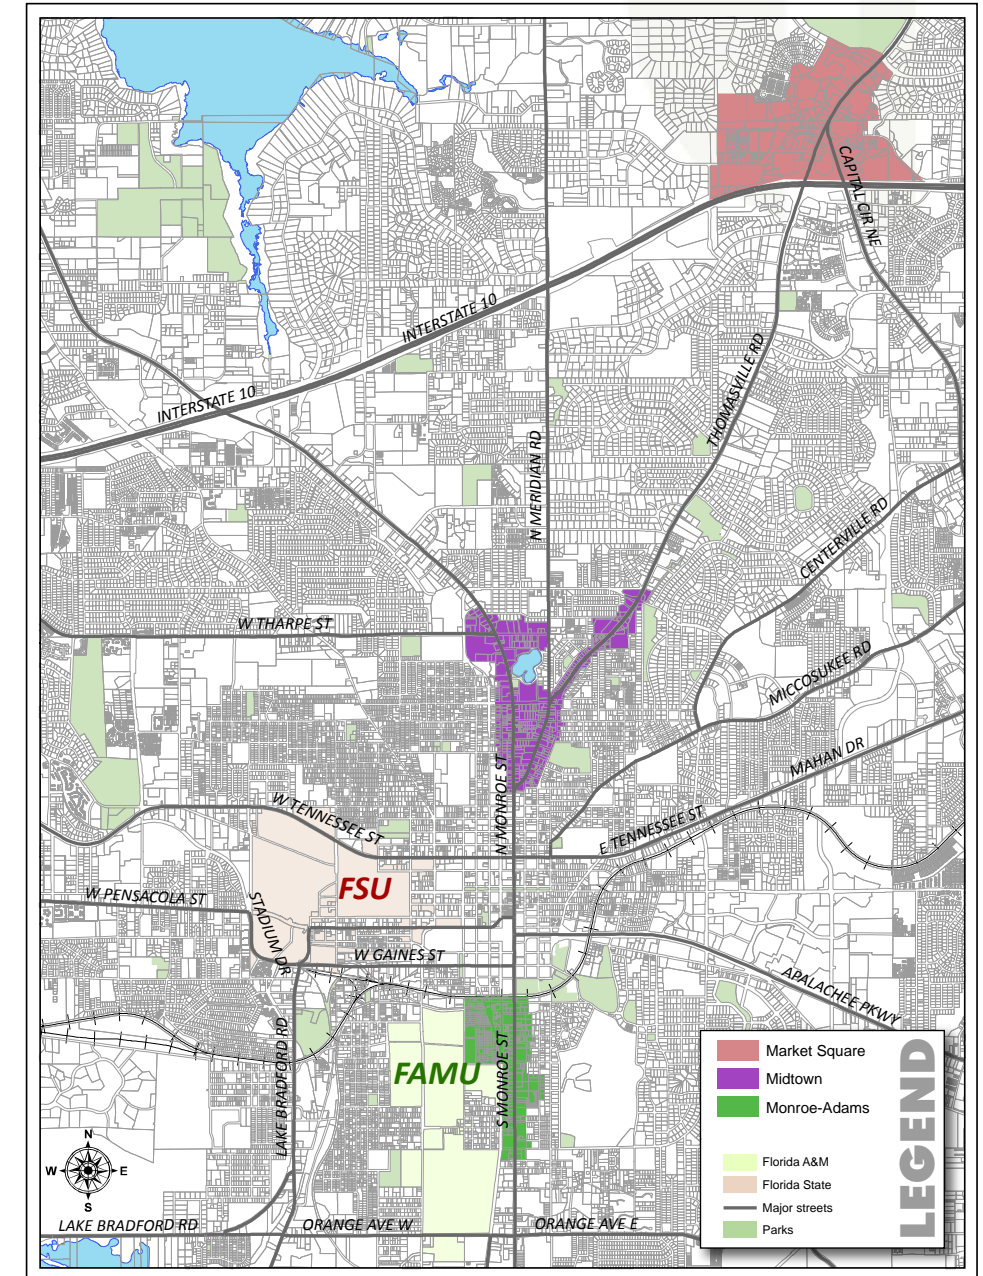 CAPITAL CIR NE
INTERSTATE 10
INTERSTATE 10
THOMASVILLE RD
N MERIDIAN RD
CENTERVILLE RD
W THARPE ST
MICCOSUKEE RD
MAHAN DR
N MONROE ST
W TENNESSEE ST
E TENNESSEE ST
FSU
W PENSACOLA ST
STADIUM DR
W GAINES ST
APALACHEE PKWY
LAKE BRADFORD RD
S MONROE ST
FAMU
LEGEND
Market Square
Midtown
Monroe-Adams
Florida A&M
Florida State
Major streets
Parks
N
W E
S
LAKE BRADFORD RD
ORANGE AVE W
ORANGE AVE E